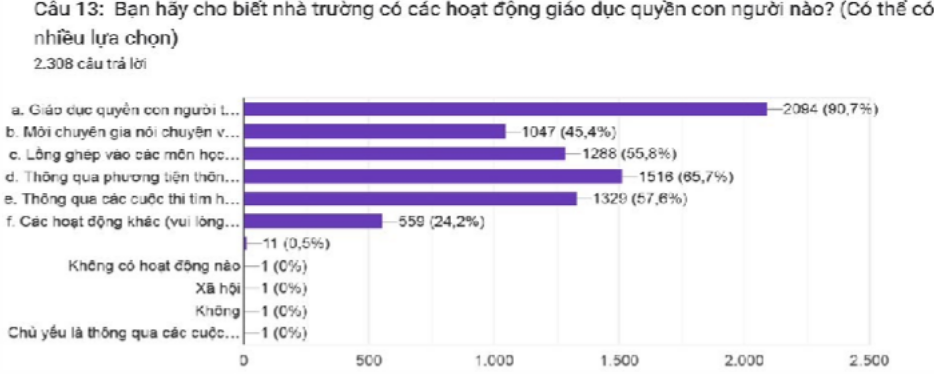 Câu 13: Bạn hãy cho biết nhà trường có các hoạt động giáo dục quyền con người nào? (Có thể có
nhiều lựa chọn)
2.308 câu trả lời
a. Giáo dục quyền con người t... 2094 (90,7%)
b. Mời chuyên gia nói chuyện v... 1047 (45,4%)
c. Lồng ghép vào các môn học... 1288 (55,8%)
d. Thông qua phương tiện thôn... 1516 (65,7%)
e. Thông qua các cuộc thi tìm h... 1329 (57,6%)
f. Các hoạt động khác (vui lòng... 559 (24,2%)
11 (0,5%)
Không có hoạt động nào 1 (0%)
Xã hội 1 (0%)
Không 1 (0%)
Chủ yếu là thông qua các cuộc... 1 (0%)
0 500 1.000 1.500 2.000 2.500